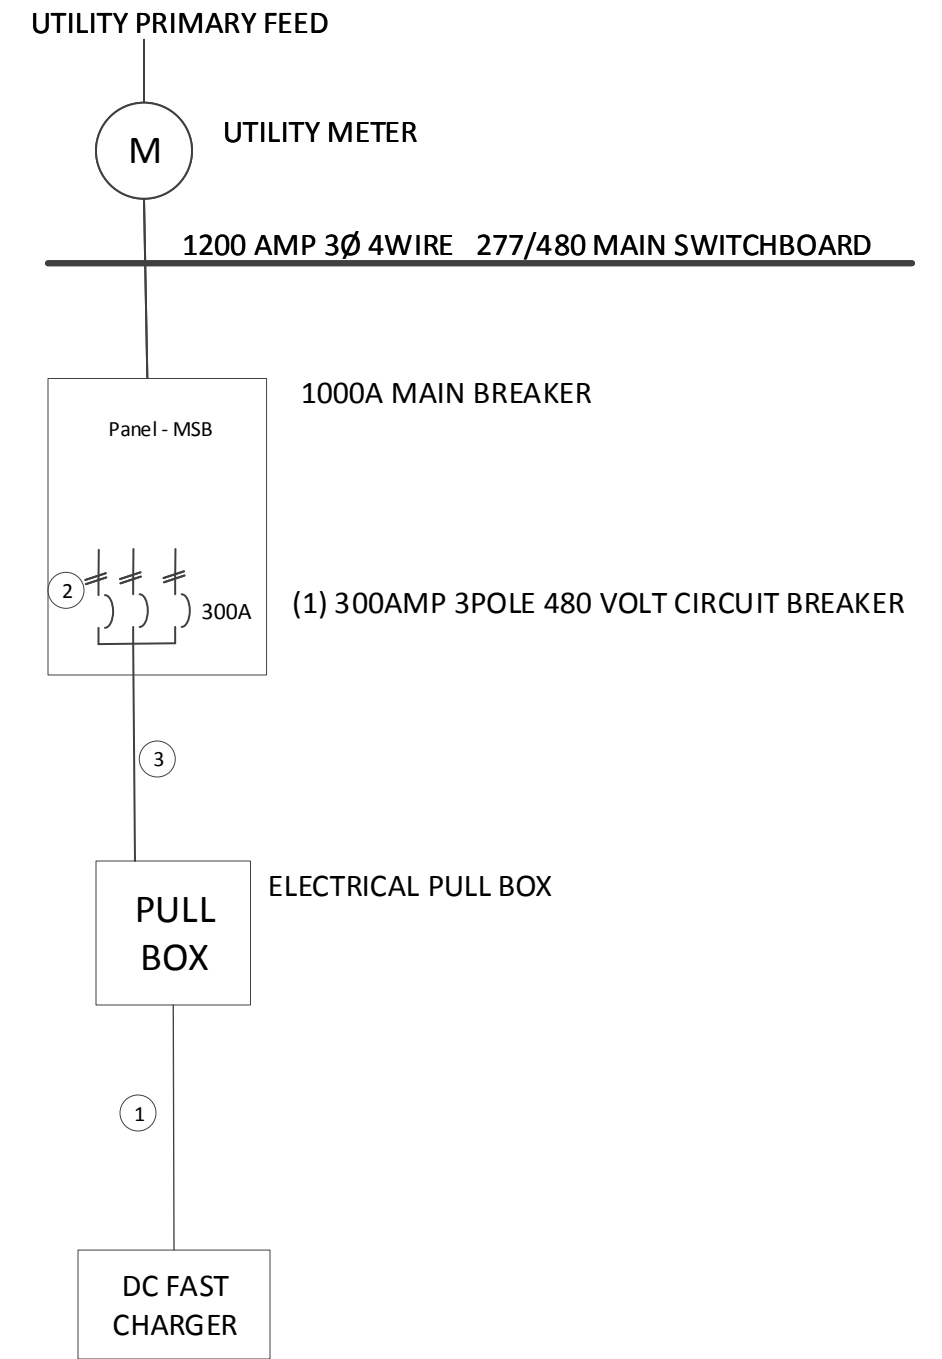 UTILITY PRIMARY FEED
M
UTILITY METER
1200 AMP 3Ø 4WIRE 277/480 MAIN SWITCHBOARD
1000A MAIN BREAKER
Panel - MSB
2
300A
(1) 300AMP 3POLE 480 VOLT CIRCUIT BREAKER
3
ELECTRICAL PULL BOX
PULL
BOX
1
DC FAST
CHARGER